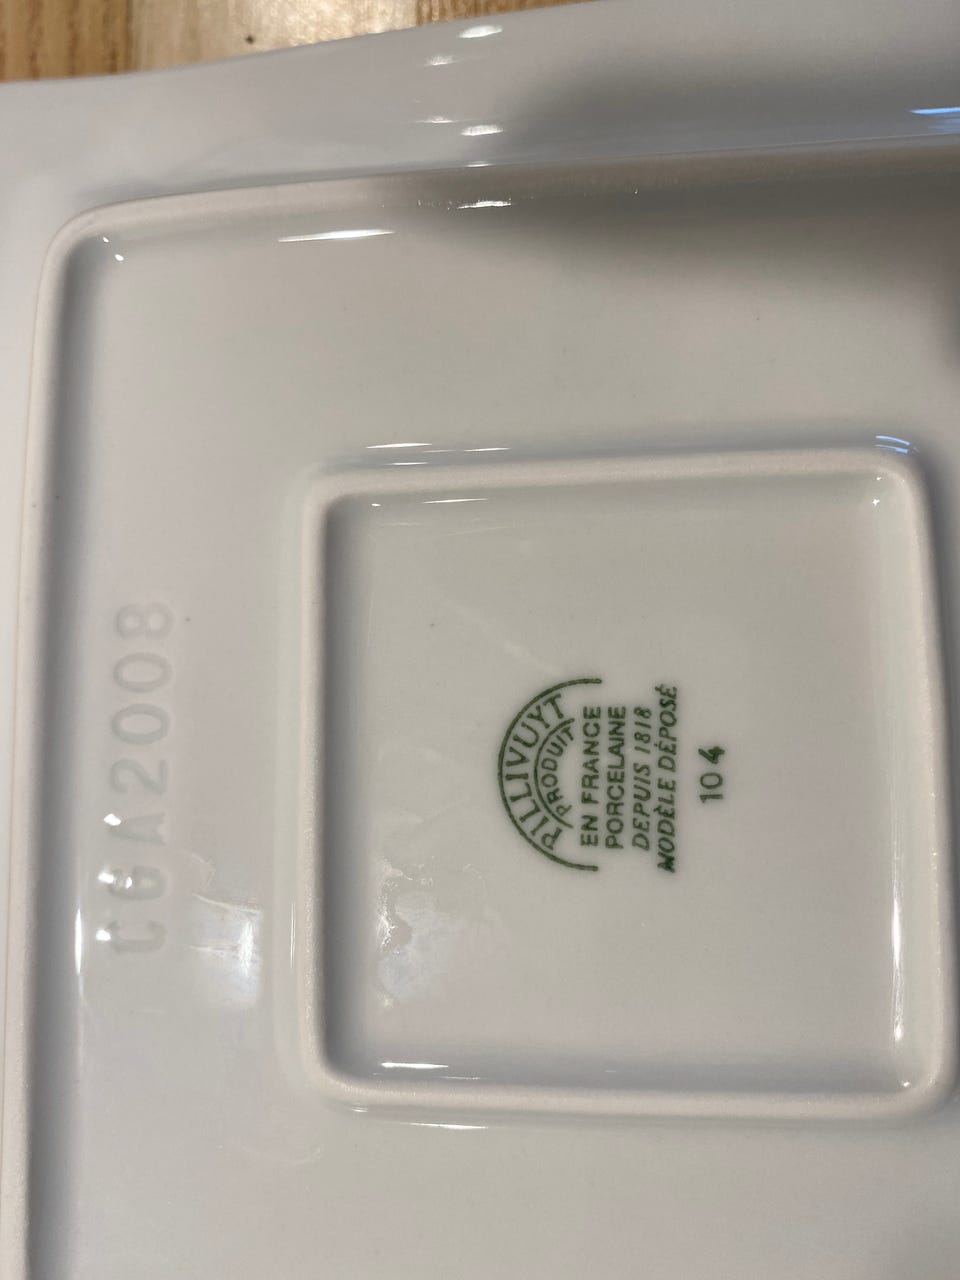 CGA2008
PILLIVUYT
PRODUIT
EN FRANCE
PORCELAINE
DEPUIS 1818
MODÈLE DÉPOSÉ
104